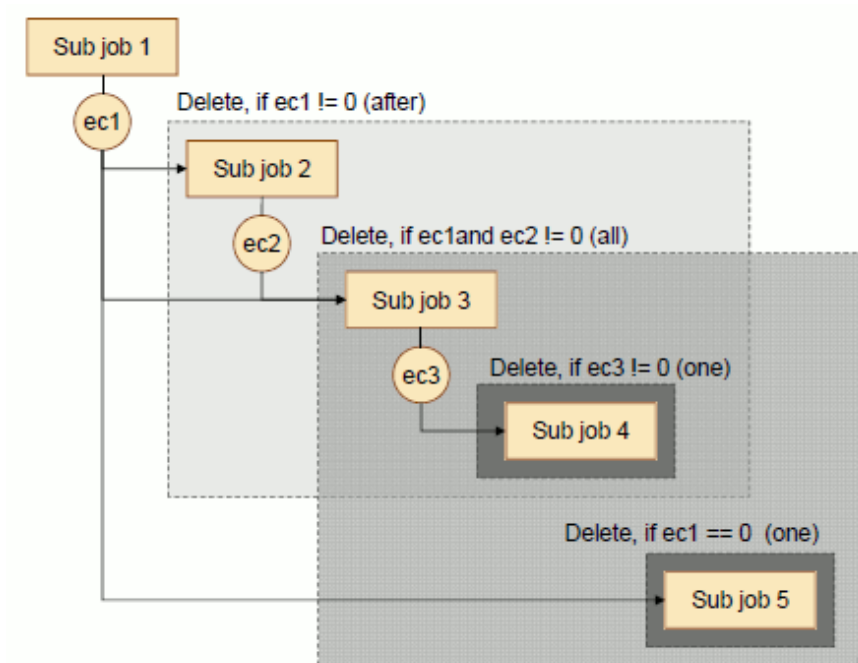 Sub job 1
ec1
Delete, if ec1 != 0 (after)
Sub job 2
ec2
Delete, if ec1and ec2 != 0 (all)
Sub job 3
ec3
Delete, if ec3 != 0 (one)
Sub job 4
Delete, if ec1 == 0 (one)
Sub job 5